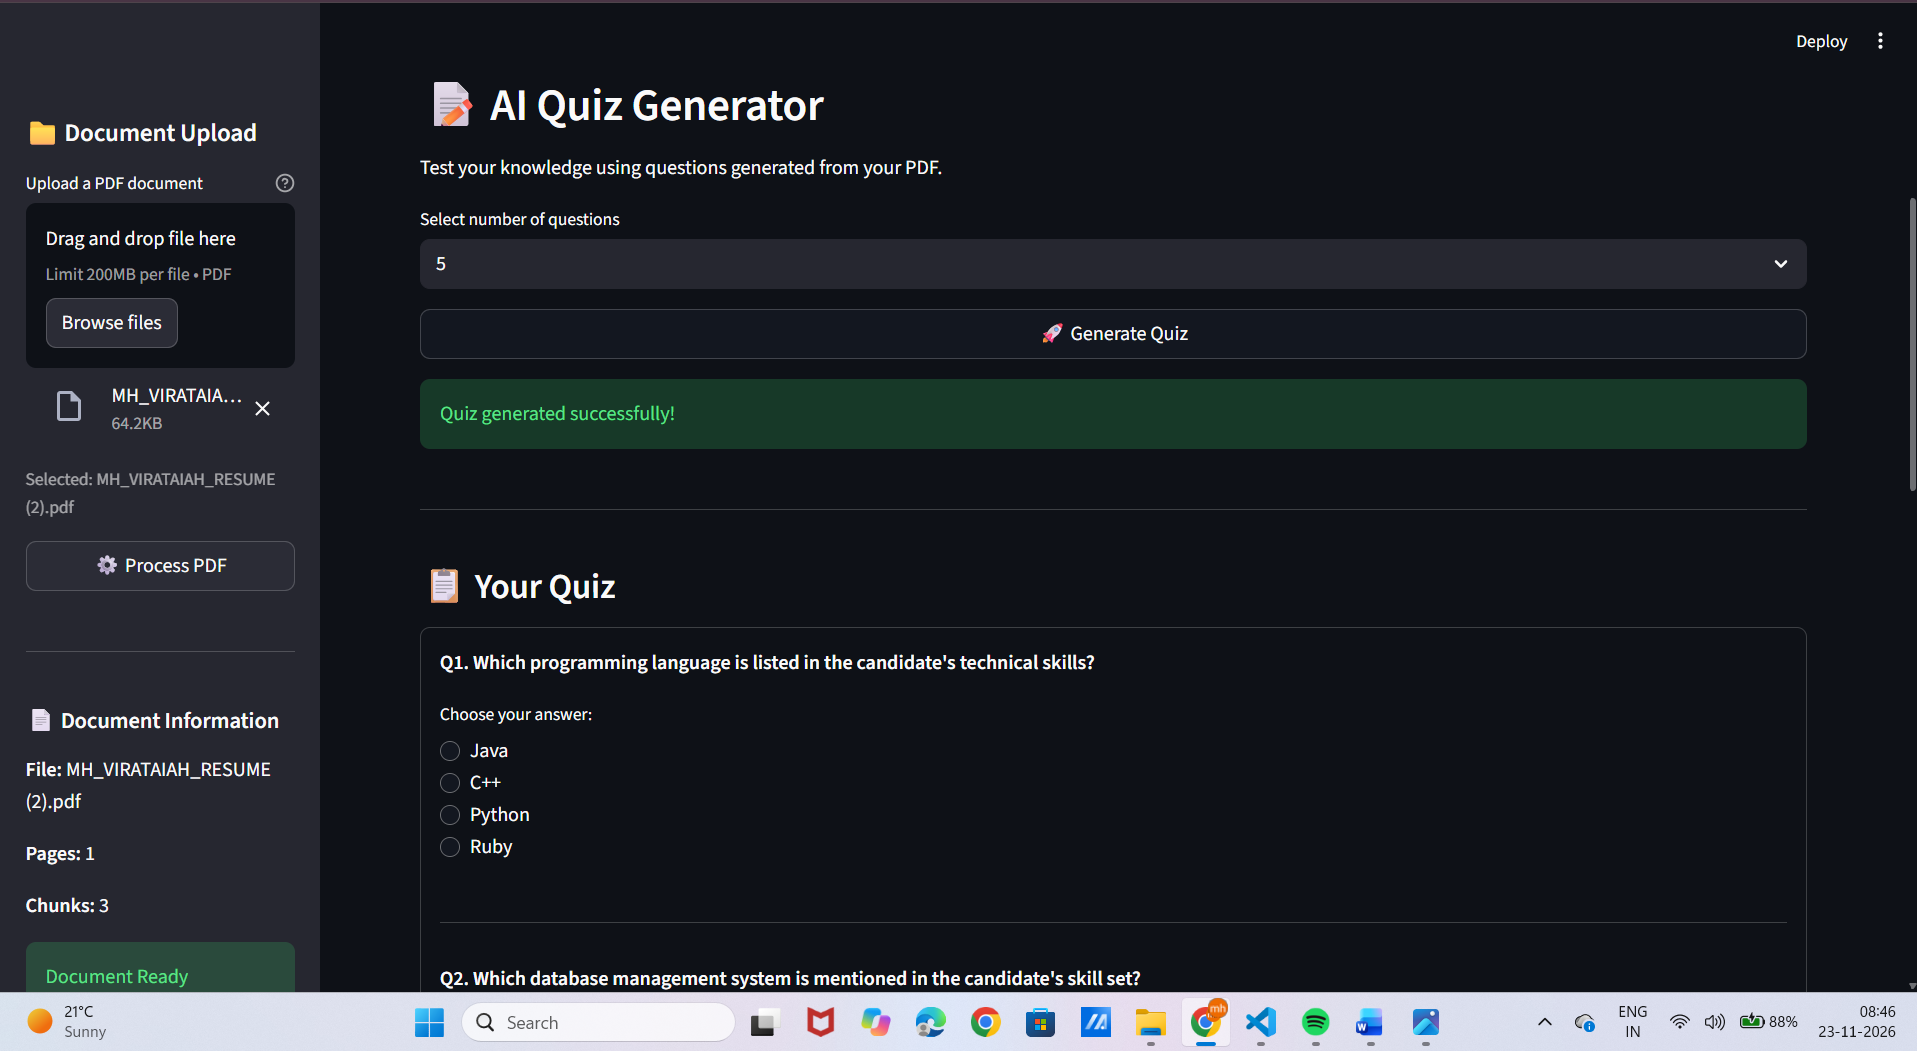 Deploy
Document Upload
Upload a PDF document
Drag and drop file here
Limit 200MB per file • PDF
Browse files
MH_VIRATAIA...
64.2KB
Selected: MH_VIRATAIAH_RESUME
(2).pdf
Process PDF
Document Information
File: MH_VIRATAIAH_RESUME
(2).pdf
Pages: 1
Chunks: 3
Document Ready
AI Quiz Generator
Test your knowledge using questions generated from your PDF.
Select number of questions
5
Generate Quiz
Quiz generated successfully!
Your Quiz
Q1. Which programming language is listed in the candidate's technical skills?
Choose your answer:
Java
C++
Python
Ruby
Q2. Which database management system is mentioned in the candidate's skill set?
21°C
Sunny
Search
mh
ENG
IN
88%
08:46
23-11-2026